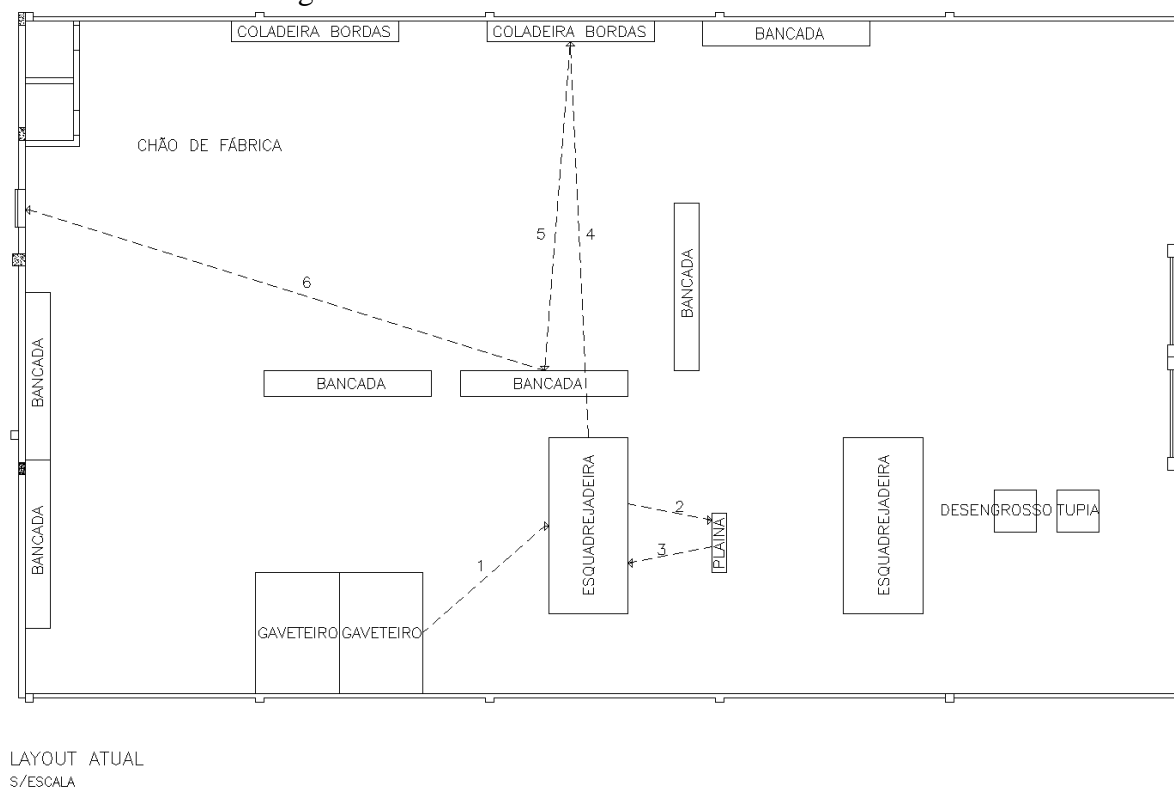 COLADEIRA BORDAS
COLADEIRA BORDAS
BANCADA
CHÃO DE FÁBRICA
5
4
6
BANCADA
BANCADA
BANCADA
BANCADA
BANCADA
1
ESQUADREJADEIRA
2
3
PLAINA
ESQUADREJADEIRA
DESENGROSSO
TUPIA
GAVETEIRO
GAVETEIRO
LAYOUT ATUAL
S/ESCALA